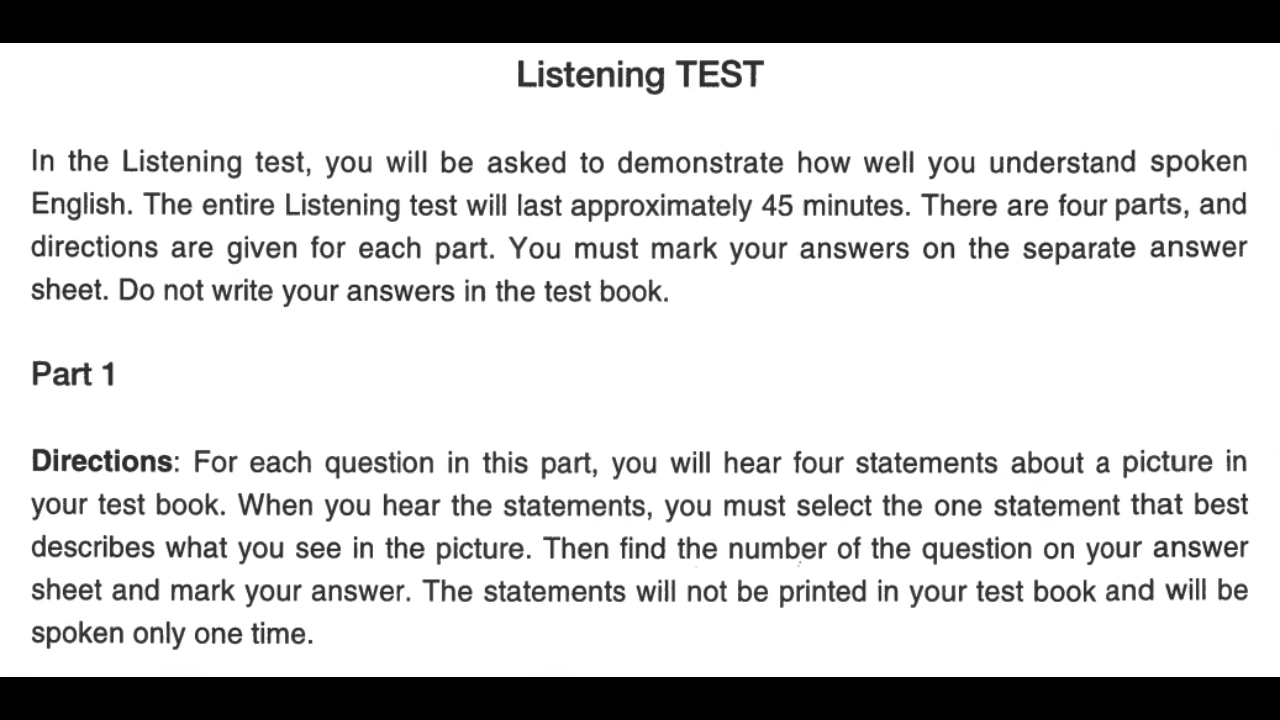 Listening TEST
In the Listening test, you will be asked to demonstrate how well you understand spoken
English. The entire Listening test will last approximately 45 minutes. There are four parts, and
directions are given for each part. You must mark your answers on the separate answer
sheet. Do not write your answers in the test book.
Part 1
Directions: For each question in this part, you will hear four statements about a picture in
your test book. When you hear the statements, you must select the one statement that best
describes what you see in the picture. Then find the number of the question on your answer
sheet and mark your answer. The statements will not be printed in your test book and will be
spoken only one time.